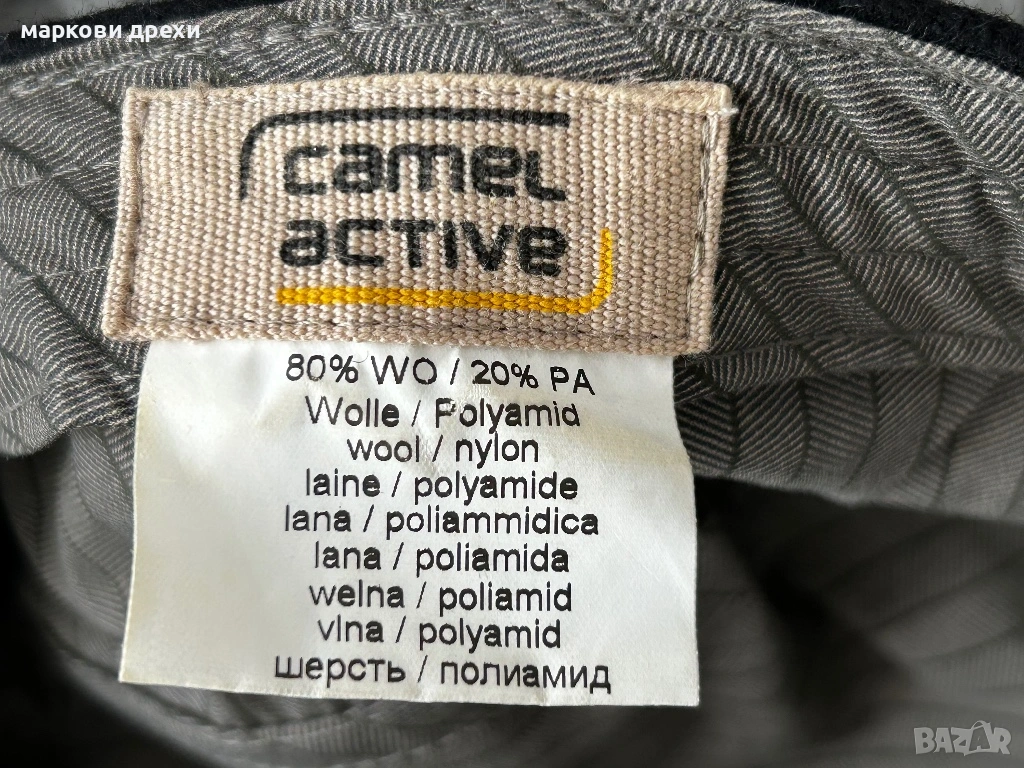 маркови дрехи
camel
active
80% WO / 20% PA
Wolle / Polyamid
wool / nylon
laine / polyamide
lana / poliammidica
lana / poliamida
wełna / poliamid
vlna / polyamid
шерсть / полиамид
BAZAR